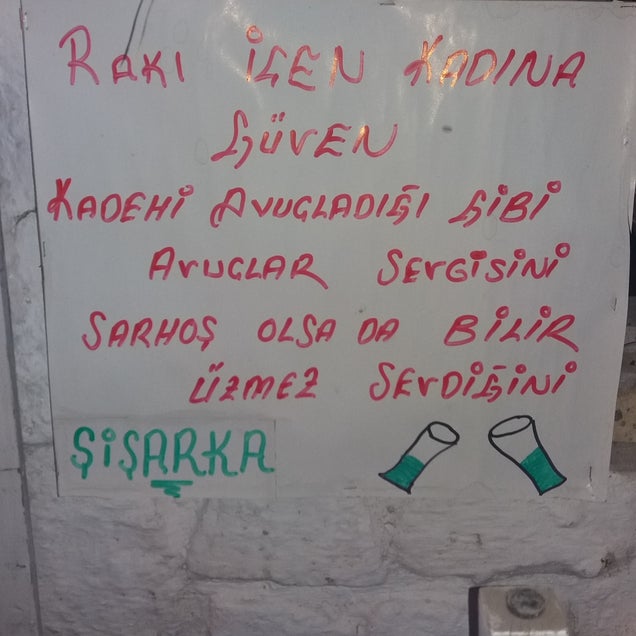 RAKI İÇEN KADINA
GÜVEN
KADEHİ AVUÇLADIĞI GİBİ
AVUÇLAR SEVGİSİNİ
SARHOŞ OLSA DA BİLİR
ÜZMEZ SEVDİĞİNİ
ŞİŞARKA